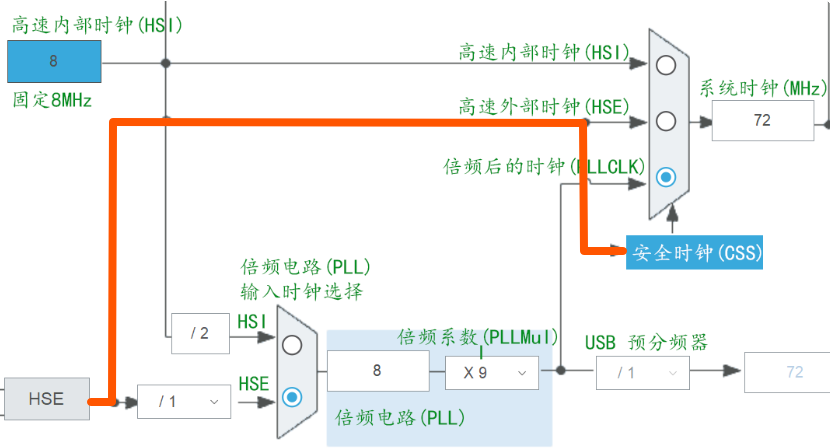 高速内部时钟(HSI)
8
固定8MHz
高速内部时钟(HSI)
高速外部时钟(HSE)
倍频后的时钟(PLLCLK)
系统时钟(MHz)
72
安全时钟(CSS)
倍频电路(PLL)
输入时钟选择
HSI
/ 2
HSE
HSE
/ 1
倍频系数(PLLMul)
8
X 9
倍频电路(PLL)
USB 预分频器
/ 1
72